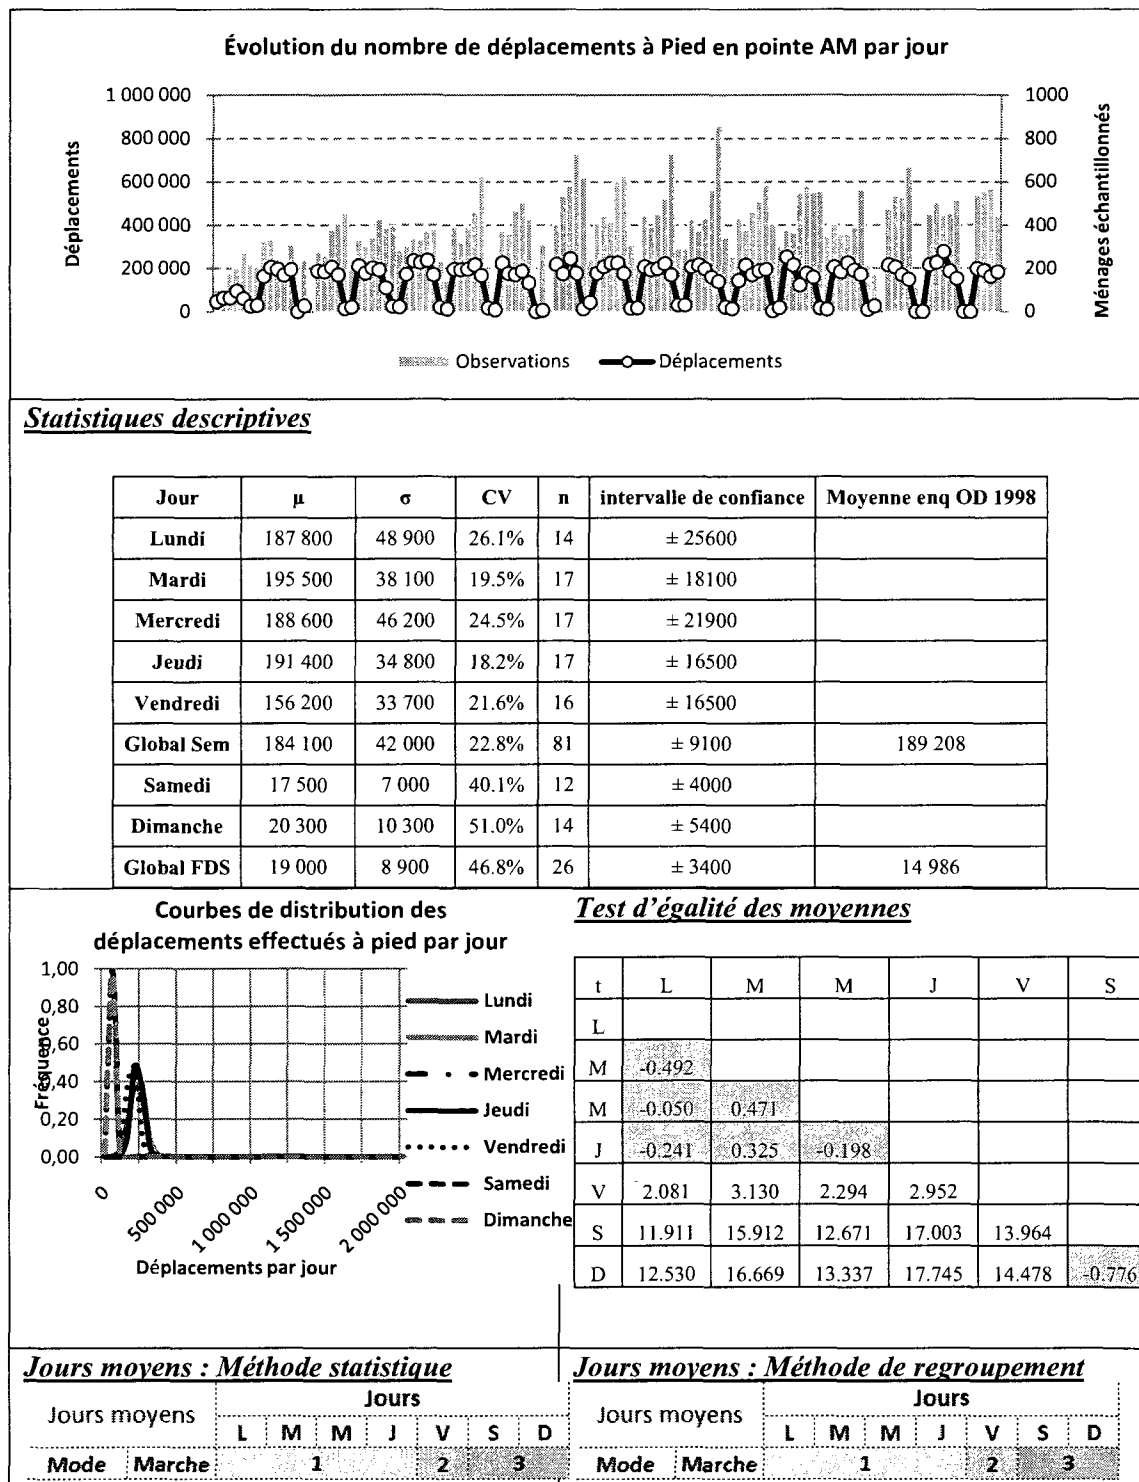 Évolution du nombre de déplacements à Pied en pointe AM par jour
Déplacements
1 000 000
800 000
600 000
400 000
200 000
0
1000
800
600
400
200
0
Ménages échantillonnés
Observations Déplacements
Statistiques descriptives
Jour μ σ CV n intervalle de confiance Moyenne enq OD 1998
Lundi 187 800 48 900 26.1% 14 ± 25600
Mardi 195 500 38 100 19.5% 17 ± 18100
Mercredi 188 600 46 200 24.5% 17 ± 21900
Jeudi 191 400 34 800 18.2% 17 ± 16500
Vendredi 156 200 33 700 21.6% 16 ± 16500
Global Sem 184 100 42 000 22.8% 81 ± 9100 189 208
Samedi 17 500 7 000 40.1% 12 ± 4000
Dimanche 20 300 10 300 51.0% 14 ± 5400
Global FDS 19 000 8 900 46.8% 26 ± 3400 14 986
Courbes de distribution des
déplacements effectués à pied par jour
Fréquence
1,00
0,80
0,60
0,40
0,20
0,00
0
500 000
1 000 000
1 500 000
2 000 000
Déplacements par jour
Lundi
Mardi
Mercredi
Jeudi
Vendredi
Samedi
Dimanche
Test d'égalité des moyennes
t L M M J V S
L
M -0.492
M -0.050 0.471
J -0.241 0.325 -0.198
V 2.081 3.130 2.294 2.952
S 11.911 15.912 12.671 17.003 13.964
D 12.530 16.669 13.337 17.745 14.478 -0.776
Jours moyens : Méthode statistique
Jours moyens Jours
L M M J V S D
Mode Marche 1 2 3
Jours moyens : Méthode de regroupement
Jours moyens Jours
L M M J V S D
Mode Marche 1 2 3